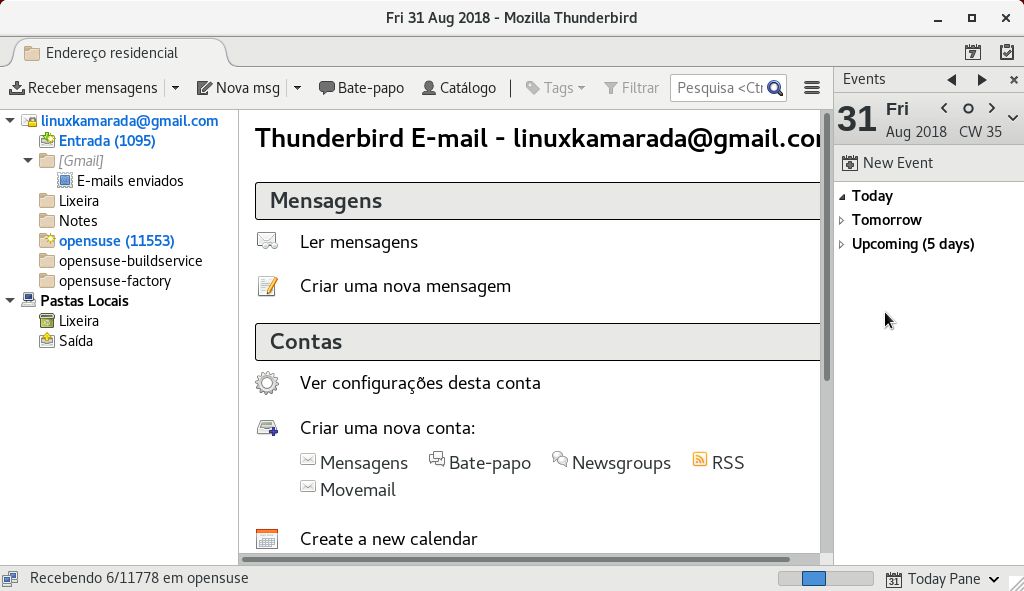 Fri 31 Aug 2018 - Mozilla Thunderbird
Endereço residencial
Receber mensagens
Nova msg
Bate-papo
Catálogo
Tags
Filtrar
Pesquisa <Ctr
linuxkamarada@gmail.com
Entrada (1095)
[Gmail]
E-mails enviados
Lixeira
Notes
opensuse (11553)
opensuse-buildservice
opensuse-factory
Pastas Locais
Lixeira
Saída
Thunderbird E-mail - linuxkamarada@gmail.com
Mensagens
Ler mensagens
Criar uma nova mensagem
Contas
Ver configurações desta conta
Criar uma nova conta:
Mensagens Bate-papo Newsgroups RSS
Movemail
Create a new calendar
Events
31 Fri
Aug 2018 CW 35
New Event
Today
Tomorrow
Upcoming (5 days)
Recebendo 6/11778 em opensuse
31 Today Pane